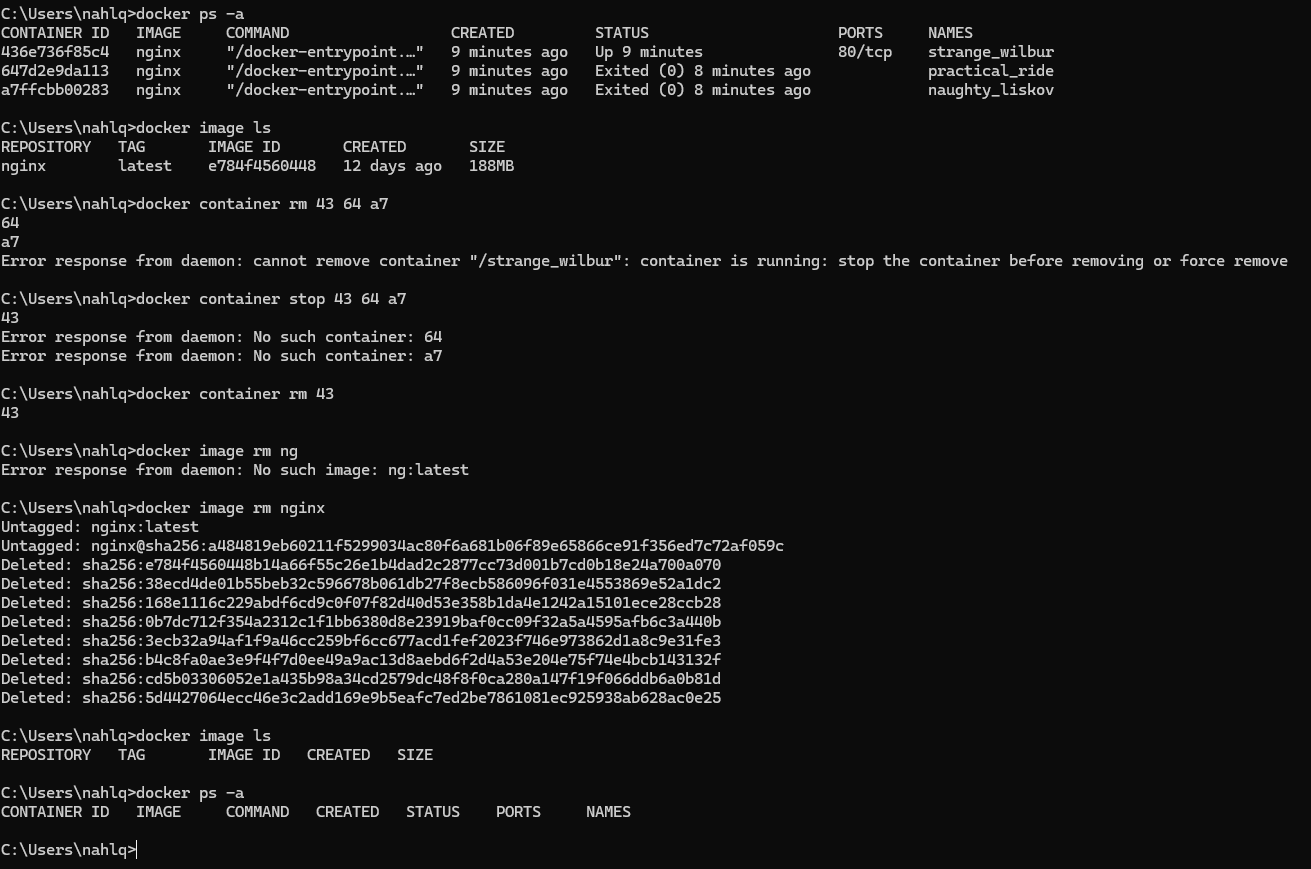 C:\Users\nahlq>docker ps -a
CONTAINER ID   IMAGE     COMMAND                  CREATED         STATUS                     PORTS     NAMES
436e736f85c4   nginx     "/docker-entrypoint.…"   9 minutes ago   Up 9 minutes               80/tcp    strange_wilbur
647d2e9da113   nginx     "/docker-entrypoint.…"   9 minutes ago   Exited (0) 8 minutes ago             practical_ride
a7ffcbb00283   nginx     "/docker-entrypoint.…"   9 minutes ago   Exited (0) 8 minutes ago             naughty_liskov
C:\Users\nahlq>docker image ls
REPOSITORY   TAG       IMAGE ID       CREATED       SIZE
nginx        latest    e784f4560448   12 days ago   188MB
C:\Users\nahlq>docker container rm 43 64 a7
64
a7
Error response from daemon: cannot remove container "/strange_wilbur": container is running: stop the container before removing or force remove
C:\Users\nahlq>docker container stop 43 64 a7
43
Error response from daemon: No such container: 64
Error response from daemon: No such container: a7
C:\Users\nahlq>docker container rm 43
43
C:\Users\nahlq>docker image rm ng
Error response from daemon: No such image: ng:latest
C:\Users\nahlq>docker image rm nginx
Untagged: nginx:latest
Untagged: nginx@sha256:a484819eb60211f5299034ac80f6a681b06f89e65866ce91f356ed7c72af059c
Deleted: sha256:e784f4560448b14a66f55c26e1b4dad2c2877cc73d001b7cd0b18e24a700a070
Deleted: sha256:38ecd4de01b55beb32c596678b061db27f8ecb586096f031e4553869e52a1dc2
Deleted: sha256:168e1116c229abdf6cd9c0f07f82d40d53e358b1da4e1242a15101ece28ccb28
Deleted: sha256:0b7dc712f354a2312c1f1bb6380d8e23919baf0cc09f32a5a4595afb6c3a440b
Deleted: sha256:3ecb32a94af1f9a46cc259bf6cc677acd1fef2023f746e973862d1a8c9e31fe3
Deleted: sha256:b4c8fa0ae3e9f4f7d0ee49a9ac13d8aebd6f2d4a53e204e75f74e4bcb143132f
Deleted: sha256:cd5b03306052e1a435b98a34cd2579dc48f8f0ca280a147f19f066ddb6a0b81d
Deleted: sha256:5d4427064ecc46e3c2add169e9b5eafc7ed2be7861081ec925938ab628ac0e25
C:\Users\nahlq>docker image ls
REPOSITORY   TAG       IMAGE ID   CREATED   SIZE
C:\Users\nahlq>docker ps -a
CONTAINER ID   IMAGE     COMMAND   CREATED   STATUS    PORTS     NAMES
C:\Users\nahlq>